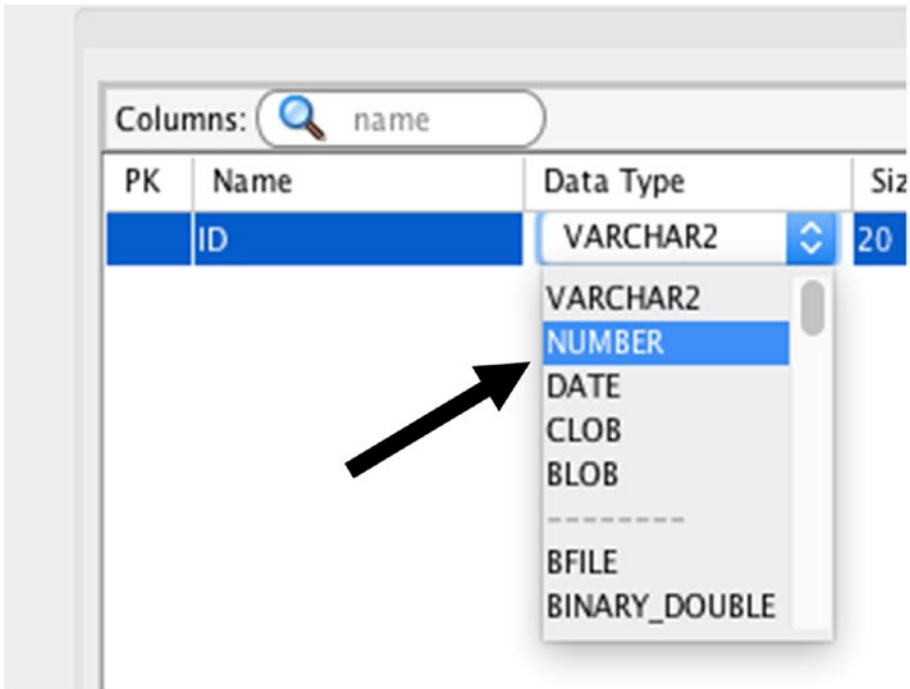 Columns: name
PK Name Data Type Siz
ID VARCHAR2 20
VARCHAR2
NUMBER
DATE
CLOB
BLOB
--------
BFILE
BINARY_DOUBLE